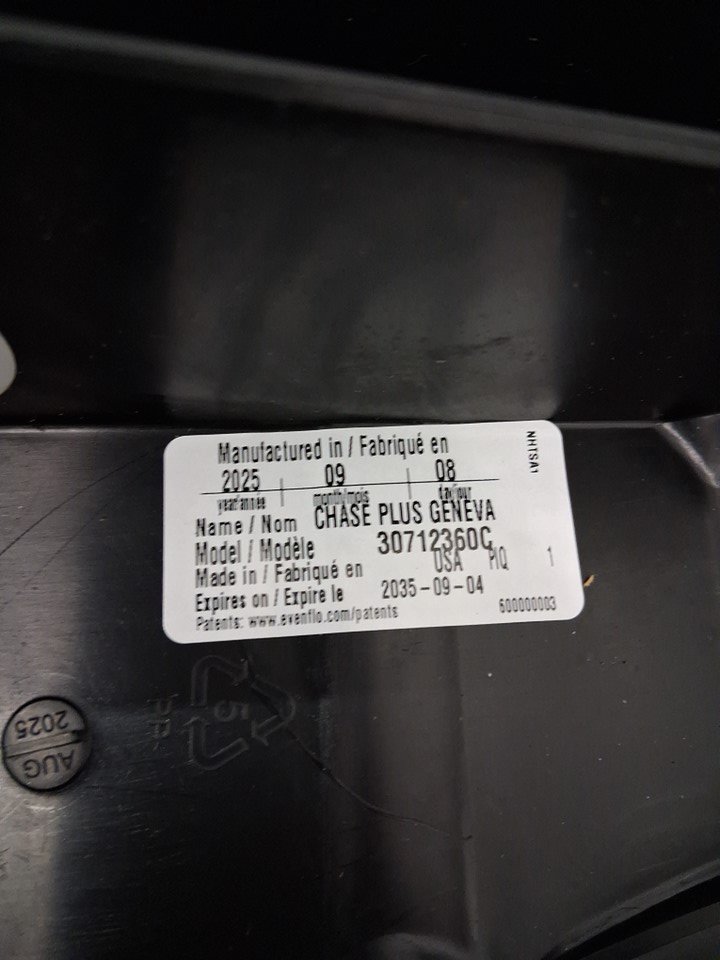 Manufactured in / Fabriqué en
2025 | 09 | 08
year/année month/mois day/jour
Name / Nom CHASE PLUS GENEVA
Model / Modèle 30712360C
Made in / Fabriqué en USA PIQ 1
Expires on / Expire le 2035-09-04
Patents: www.evenflo.com/patents 600000003
NHTSA1
5
PP
2025
AUG